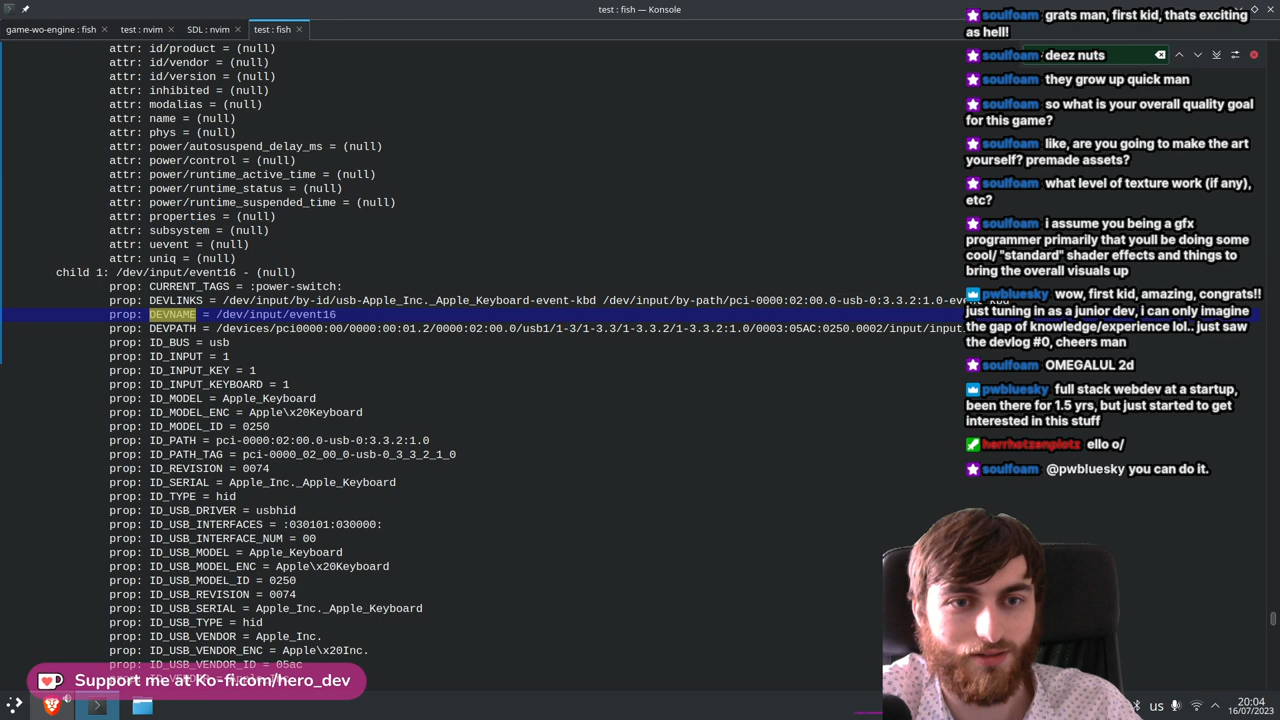 test : fish — Konsole
game-wo-engine : fish
test : nvim
SDL : nvim
test : fish
attr: id/product = (null)
attr: id/vendor = (null)
attr: id/version = (null)
attr: inhibited = (null)
attr: modalias = (null)
attr: name = (null)
attr: phys = (null)
attr: power/autosuspend_delay_ms = (null)
attr: power/control = (null)
attr: power/runtime_active_time = (null)
attr: power/runtime_status = (null)
attr: power/runtime_suspended_time = (null)
attr: properties = (null)
attr: subsystem = (null)
attr: uevent = (null)
attr: uniq = (null)
child 1: /dev/input/event16 - (null)
prop: CURRENT_TAGS = :power-switch:
prop: DEVLINKS = /dev/input/by-id/usb-Apple_Inc._Apple_Keyboard-event-kbd /dev/input/by-path/pci-0000:02:00.0-usb-0:3.3.2:1.0-event-kbd
prop: DEVNAME = /dev/input/event16
prop: DEVPATH = /devices/pci0000:00/0000:00:01.2/0000:02:00.0/usb1/1-3/1-3.3/1-3.3.2/1-3.3.2:1.0/0003:05AC:0250.0002/input/input
prop: ID_BUS = usb
prop: ID_INPUT = 1
prop: ID_INPUT_KEY = 1
prop: ID_INPUT_KEYBOARD = 1
prop: ID_MODEL = Apple_Keyboard
prop: ID_MODEL_ENC = Apple\x20Keyboard
prop: ID_MODEL_ID = 0250
prop: ID_PATH = pci-0000:02:00.0-usb-0:3.3.2:1.0
prop: ID_PATH_TAG = pci-0000_02_00_0-usb-0_3_3_2_1_0
prop: ID_REVISION = 0074
prop: ID_SERIAL = Apple_Inc._Apple_Keyboard
prop: ID_TYPE = hid
prop: ID_USB_DRIVER = usbhid
prop: ID_USB_INTERFACES = :030101:030000:
prop: ID_USB_INTERFACE_NUM = 00
prop: ID_USB_MODEL = Apple_Keyboard
prop: ID_USB_MODEL_ENC = Apple\x20Keyboard
prop: ID_USB_MODEL_ID = 0250
prop: ID_USB_REVISION = 0074
prop: ID_USB_SERIAL = Apple_Inc._Apple_Keyboard
prop: ID_USB_TYPE = hid
prop: ID_USB_VENDOR = Apple_Inc.
prop: ID_USB_VENDOR_ENC = Apple\x20Inc.
prop: ID_USB_VENDOR_ID = 05ac
soulfoam grats man, first kid, thats exciting
as hell!
soulfoam deez nuts
soulfoam they grow up quick man
soulfoam so what is your overall quality goal
for this game?
soulfoam like, are you going to make the art
yourself? premade assets?
soulfoam what level of texture work (if any),
etc?
soulfoam i assume you being a gfx
programmer primarily that youll be doing some
cool/ "standard" shader effects and things to
bring the overall visuals up
pwbluesky wow, first kid, amazing, congrats!!
just tuning in as a junior dev, i can only imagine
the gap of knowledge/experience lol.. just saw
the devlog #0, cheers man
soulfoam OMEGALUL 2d
pwbluesky full stack webdev at a startup,
been there for 1.5 yrs, but just started to get
interested in this stuff
herrhotzenplotz ello o/
soulfoam @pwbluesky you can do it.
Support me at Ko-fi.com/hero_dev
US
20:04
16/07/2023